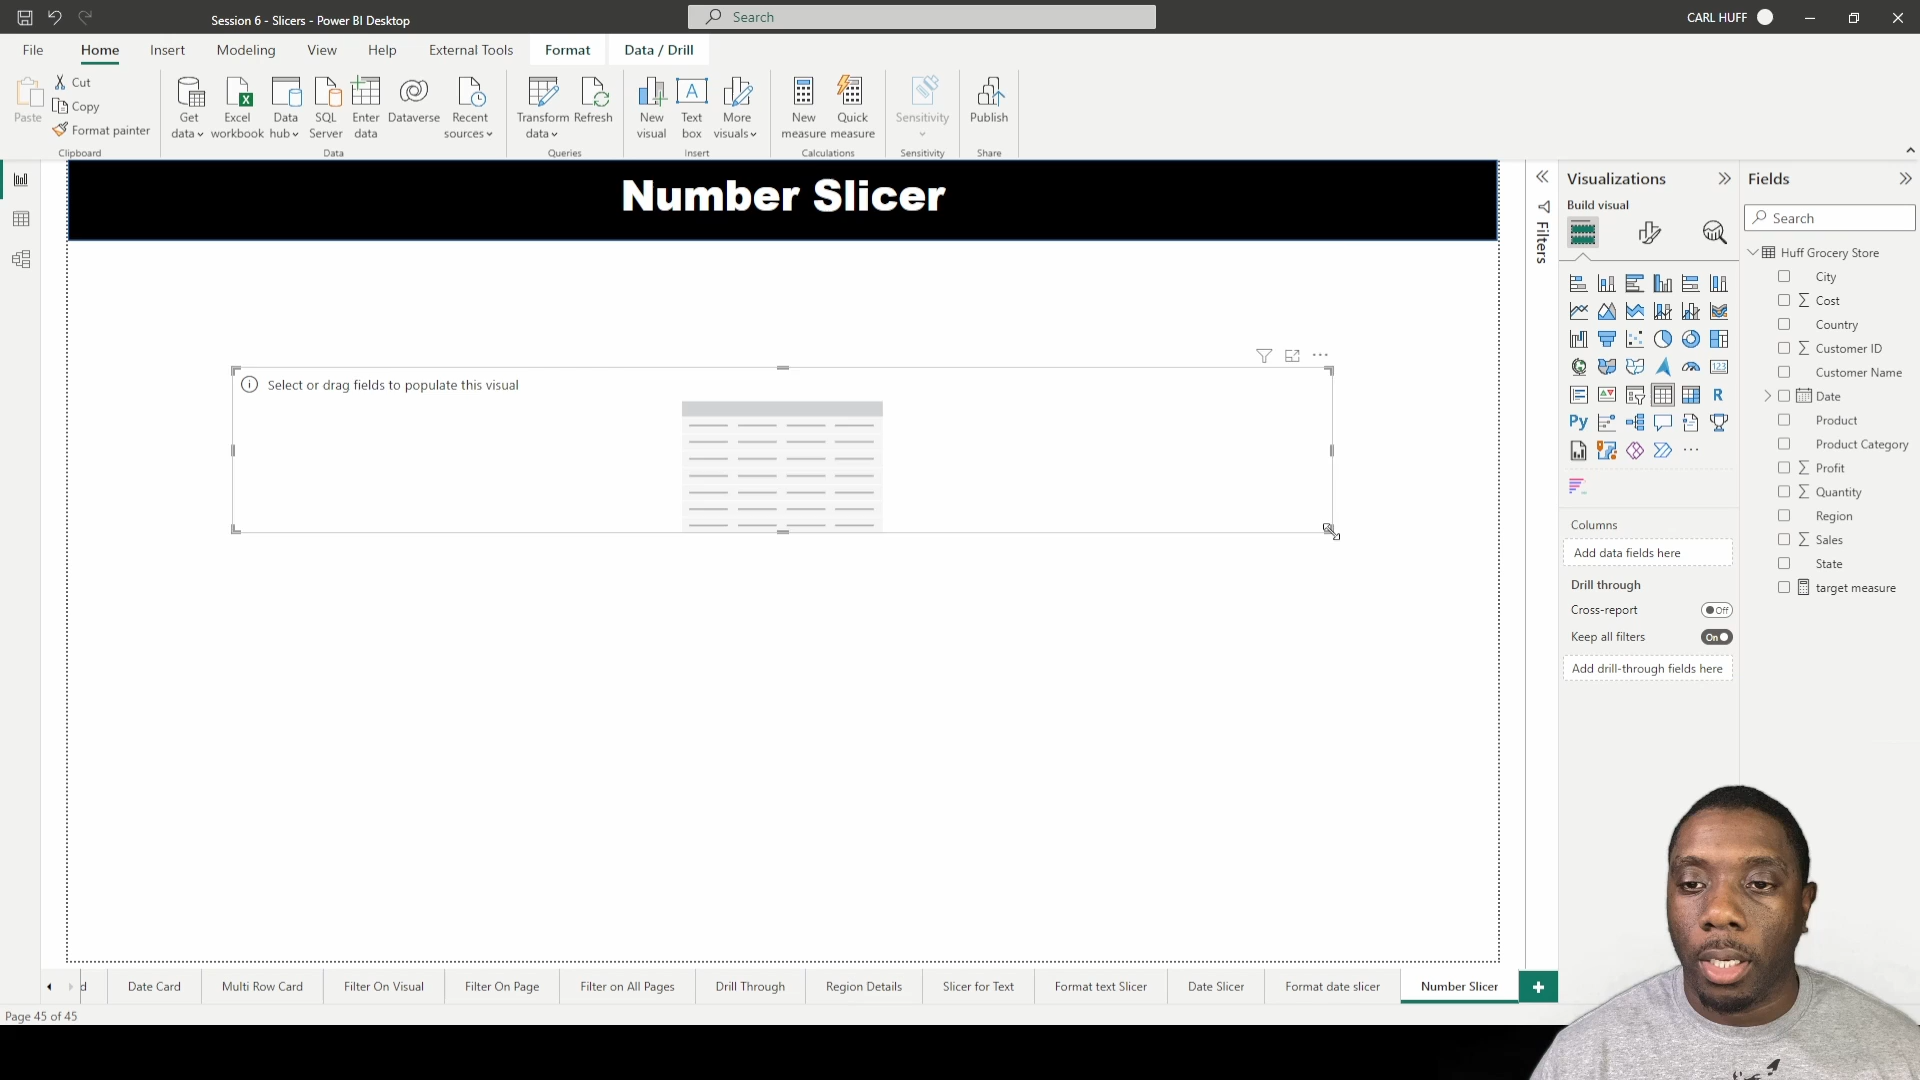 Session 6 - Slicers - Power BI Desktop
Search
CARL HUFF
File
Home
Insert
Modeling
View
Help
External Tools
Format
Data / Drill
Paste
Cut
Copy
Format painter
Clipboard
Get data
Excel workbook
Data hub
SQL Server
Enter data
Dataverse
Recent sources
Data
Transform data
Refresh
Queries
New visual
Text box
More visuals
Insert
New measure
Quick measure
Calculations
Sensitivity
Sensitivity
Publish
Share
Number Slicer
Select or drag fields to populate this visual
Filters
Visualizations
Build visual
123
R
Py
Columns
Add data fields here
Drill through
Cross-report
Off
Keep all filters
On
Add drill-through fields here
Fields
Search
Huff Grocery Store
City
Cost
Country
Customer ID
Customer Name
Date
Product
Product Category
Profit
Quantity
Region
Sales
State
target measure
d
Date Card
Multi Row Card
Filter On Visual
Filter On Page
Filter on All Pages
Drill Through
Region Details
Slicer for Text
Format text Slicer
Date Slicer
Format date slicer
Number Slicer
Page 45 of 45